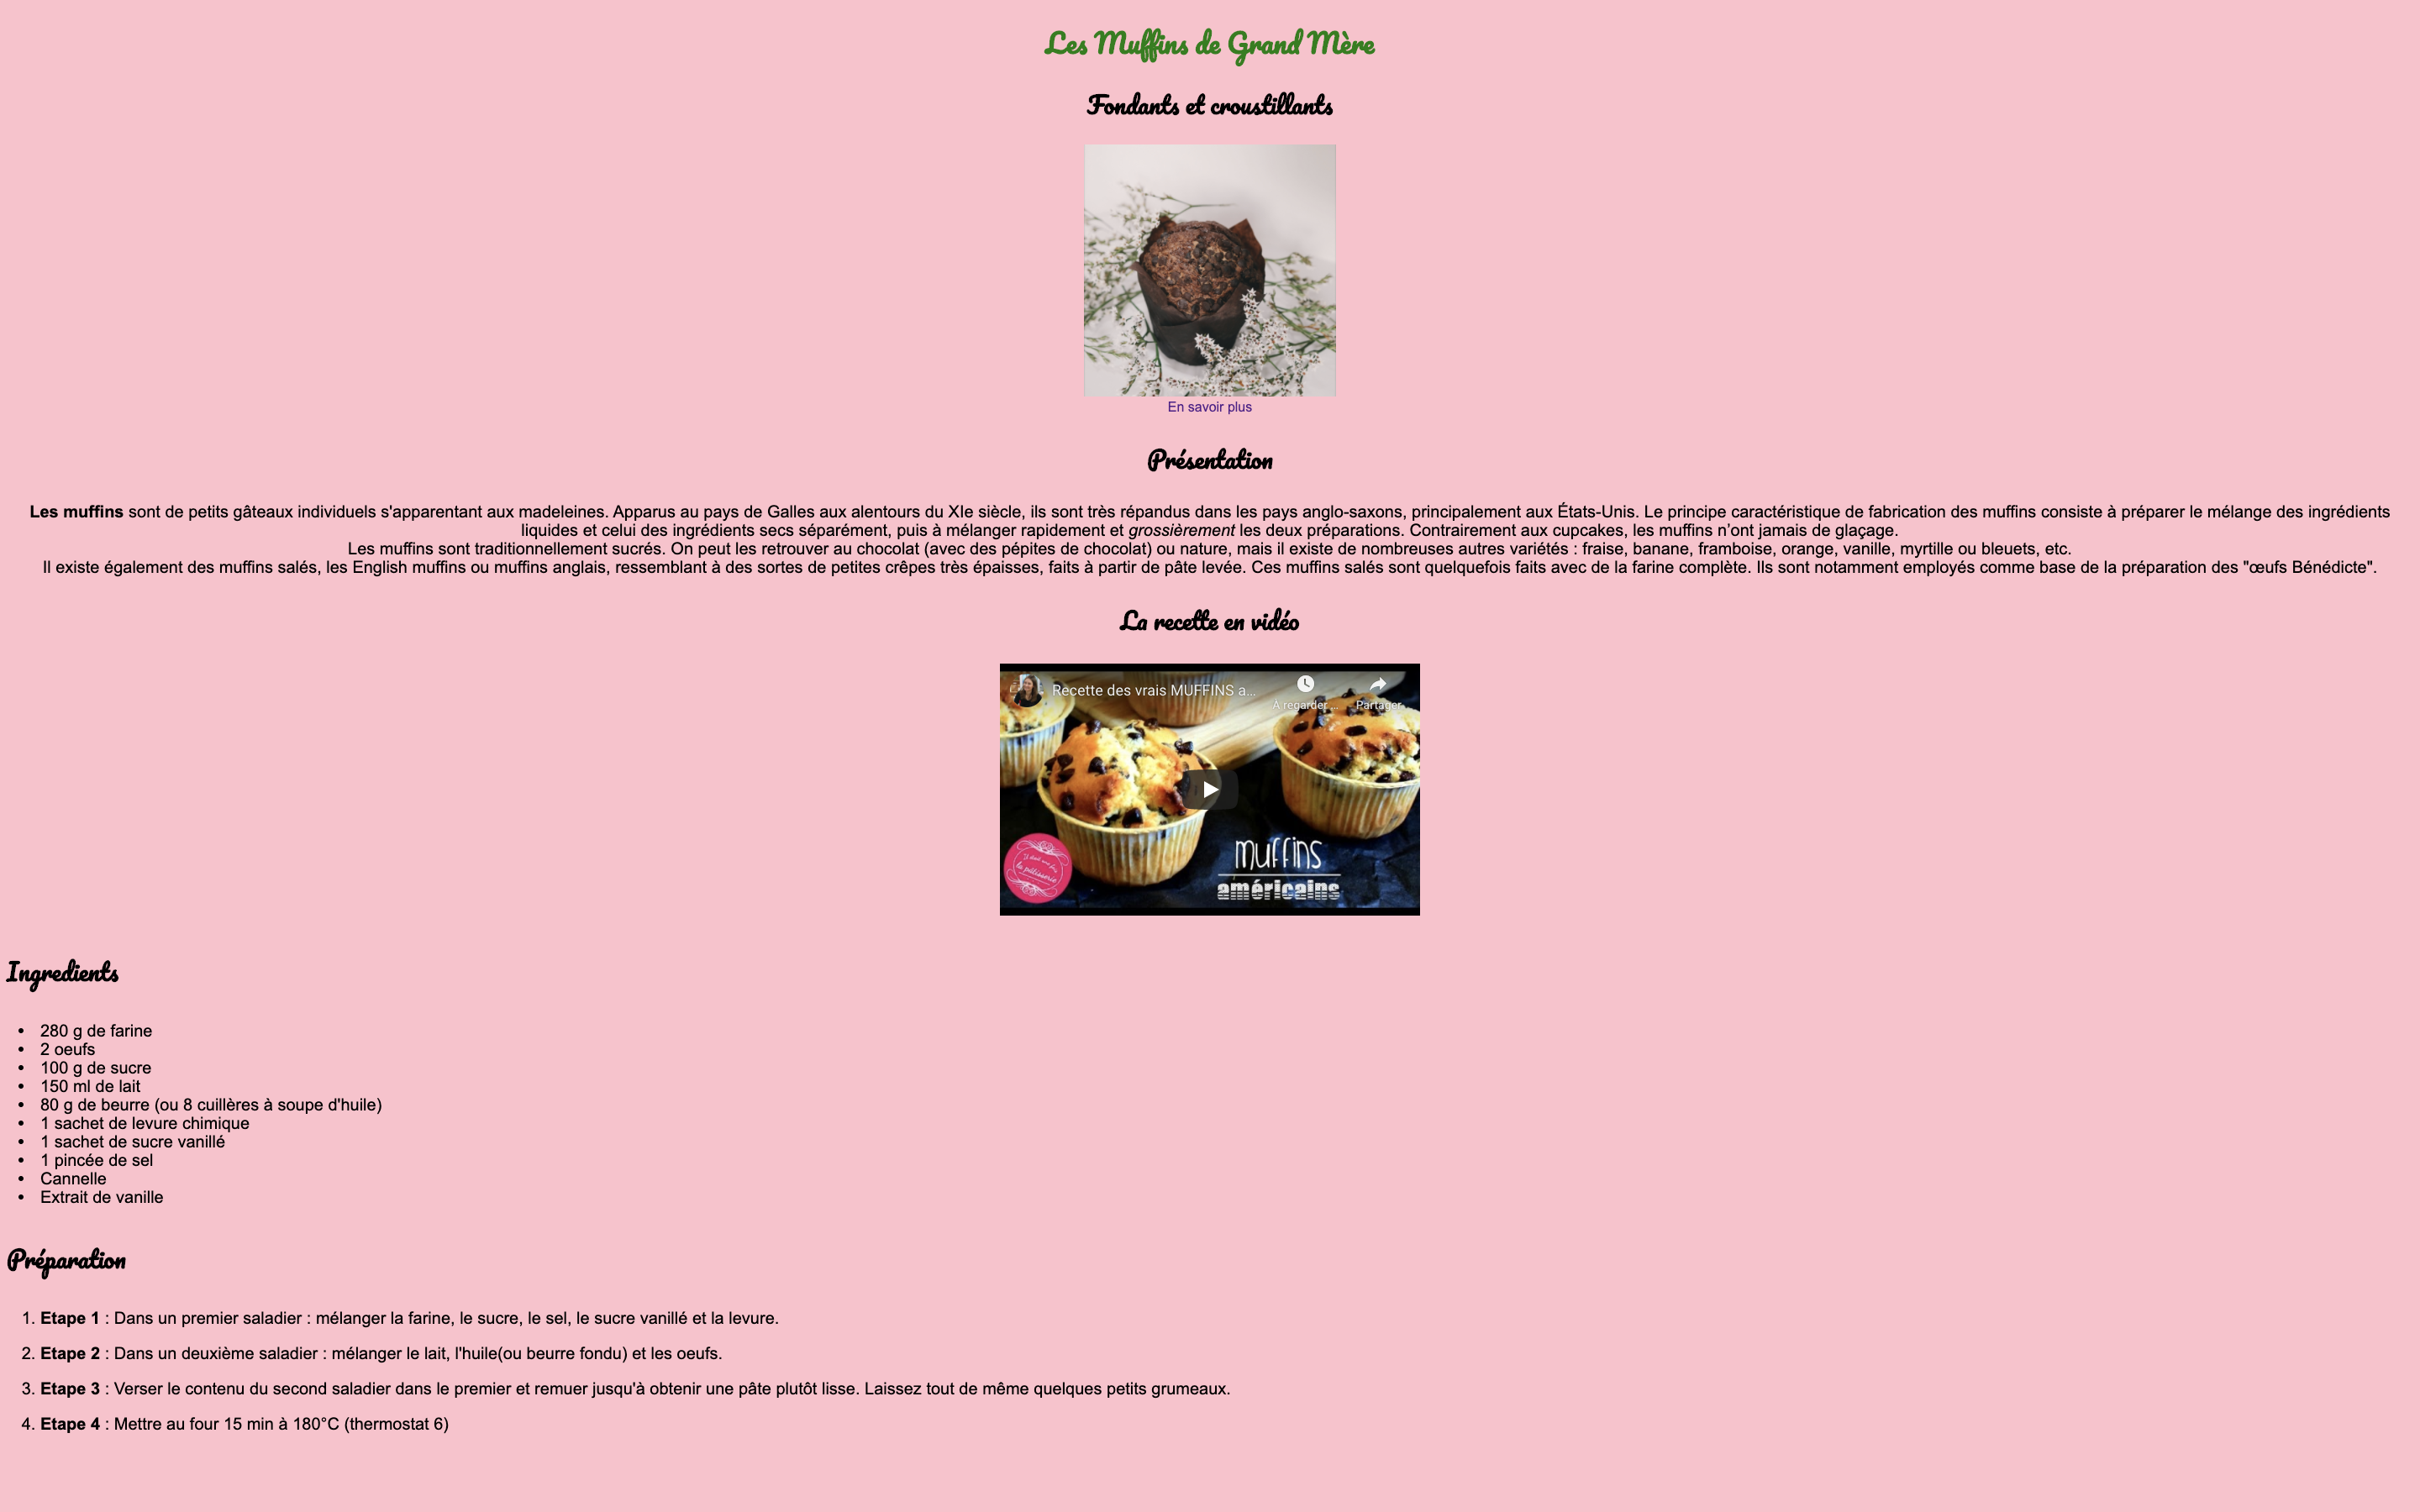 Les Muffins de Grand Mère
Fondants et croustillants
En savoir plus
Présentation
Les muffins sont de petits gâteaux individuels s'apparentant aux madeleines. Apparus au pays de Galles aux alentours du XIe siècle, ils sont très répandus dans les pays anglo-saxons, principalement aux États-Unis. Le principe caractéristique de fabrication des muffins consiste à préparer le mélange des ingrédients
liquides et celui des ingrédients secs séparément, puis à mélanger rapidement et grossièrement les deux préparations. Contrairement aux cupcakes, les muffins n’ont jamais de glaçage.
Les muffins sont traditionnellement sucrés. On peut les retrouver au chocolat (avec des pépites de chocolat) ou nature, mais il existe de nombreuses autres variétés : fraise, banane, framboise, orange, vanille, myrtille ou bleuets, etc.
Il existe également des muffins salés, les English muffins ou muffins anglais, ressemblant à des sortes de petites crêpes très épaisses, faits à partir de pâte levée. Ces muffins salés sont quelquefois faits avec de la farine complète. Ils sont notamment employés comme base de la préparation des "œufs Bénédicte".
La recette en vidéo
Recette des vrais MUFFINS a...
À regarder ...
Partager
muffins
américains
Il était une fois
la pâtisserie
Ingredients
• 280 g de farine
• 2 oeufs
• 100 g de sucre
• 150 ml de lait
• 80 g de beurre (ou 8 cuillères à soupe d'huile)
• 1 sachet de levure chimique
• 1 sachet de sucre vanillé
• 1 pincée de sel
• Cannelle
• Extrait de vanille
Préparation
1. Etape 1 : Dans un premier saladier : mélanger la farine, le sucre, le sel, le sucre vanillé et la levure.
2. Etape 2 : Dans un deuxième saladier : mélanger le lait, l'huile(ou beurre fondu) et les oeufs.
3. Etape 3 : Verser le contenu du second saladier dans le premier et remuer jusqu'à obtenir une pâte plutôt lisse. Laissez tout de même quelques petits grumeaux.
4. Etape 4 : Mettre au four 15 min à 180°C (thermostat 6)